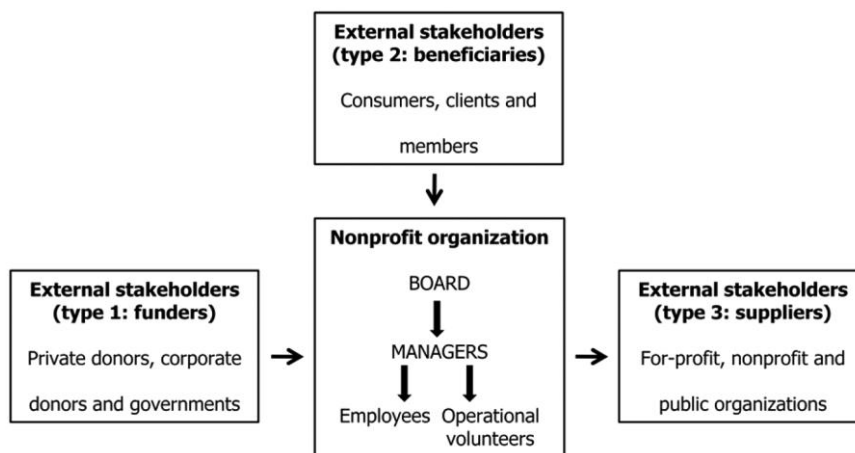 External stakeholders
(type 2: beneficiaries)
Consumers, clients and
members
Nonprofit organization
BOARD
MANAGERS
Employees
Operational
volunteers
External stakeholders
(type 1: funders)
Private donors, corporate
donors and governments
External stakeholders
(type 3: suppliers)
For-profit, nonprofit and
public organizations